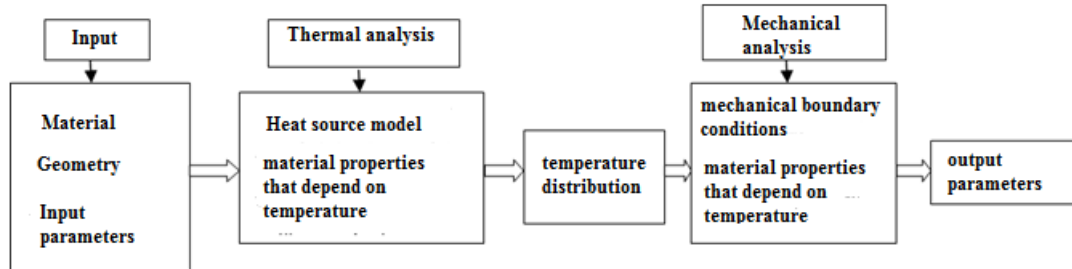 Input
Material
Geometry
Input
parameters
Thermal analysis
Heat source model
material properties
that depend on
temperature
temperature
distribution
Mechanical
analysis
mechanical boundary
conditions
material properties
that depend on
temperature
output
parameters